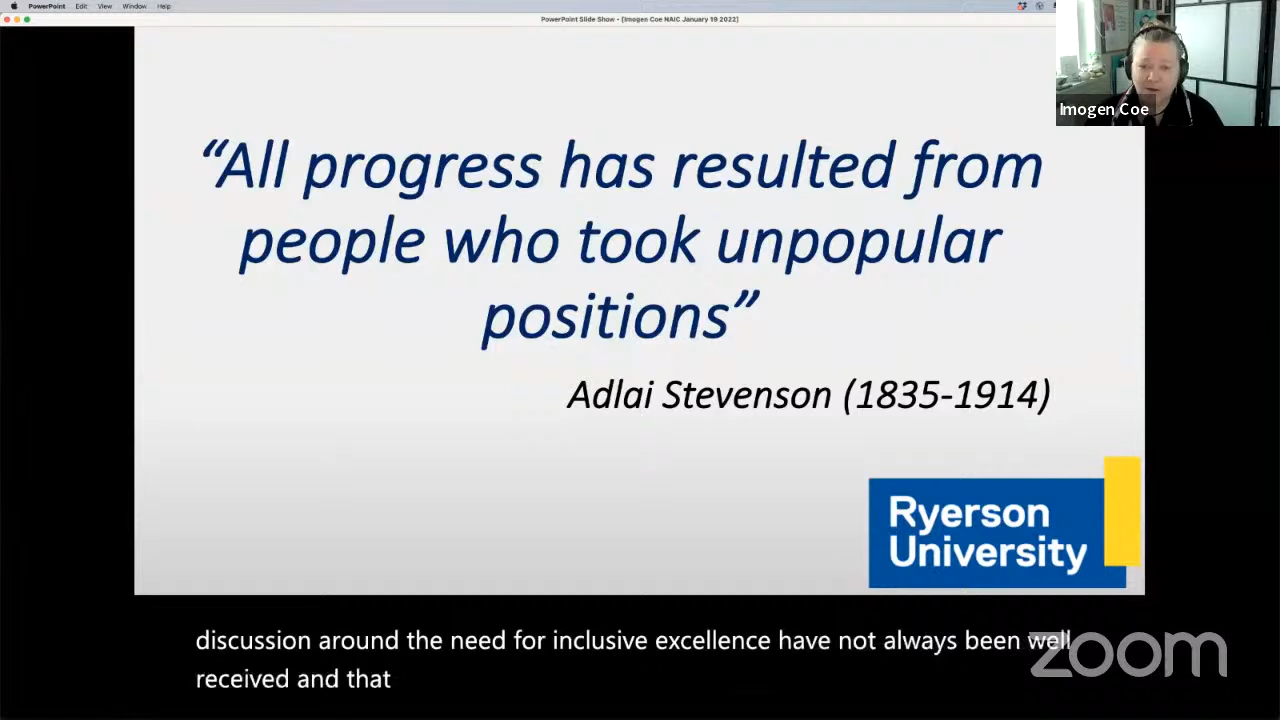 PowerPoint Edit View Window Help
PowerPoint Slide Show - [Imogen Coe NAIC January 19 2022]
Imogen Coe
“All progress has resulted from
people who took unpopular
positions”
Adlai Stevenson (1835-1914)
Ryerson
University
discussion around the need for inclusive excellence have not always been well
received and that
zoom